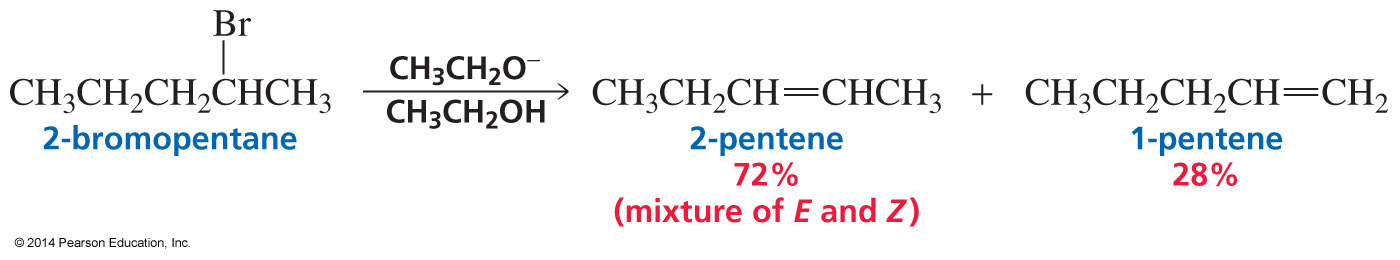 Br
CH₃CH₂CH₂CHCH₃ CH₃CH₂O⁻ CH₃CH₂CH=CHCH₃ + CH₃CH₂CH₂CH=CH₂
CH₃CH₂OH
2-bromopentane 2-pentene 1-pentene
72% 28%
(mixture of E and Z)
© 2014 Pearson Education, Inc.